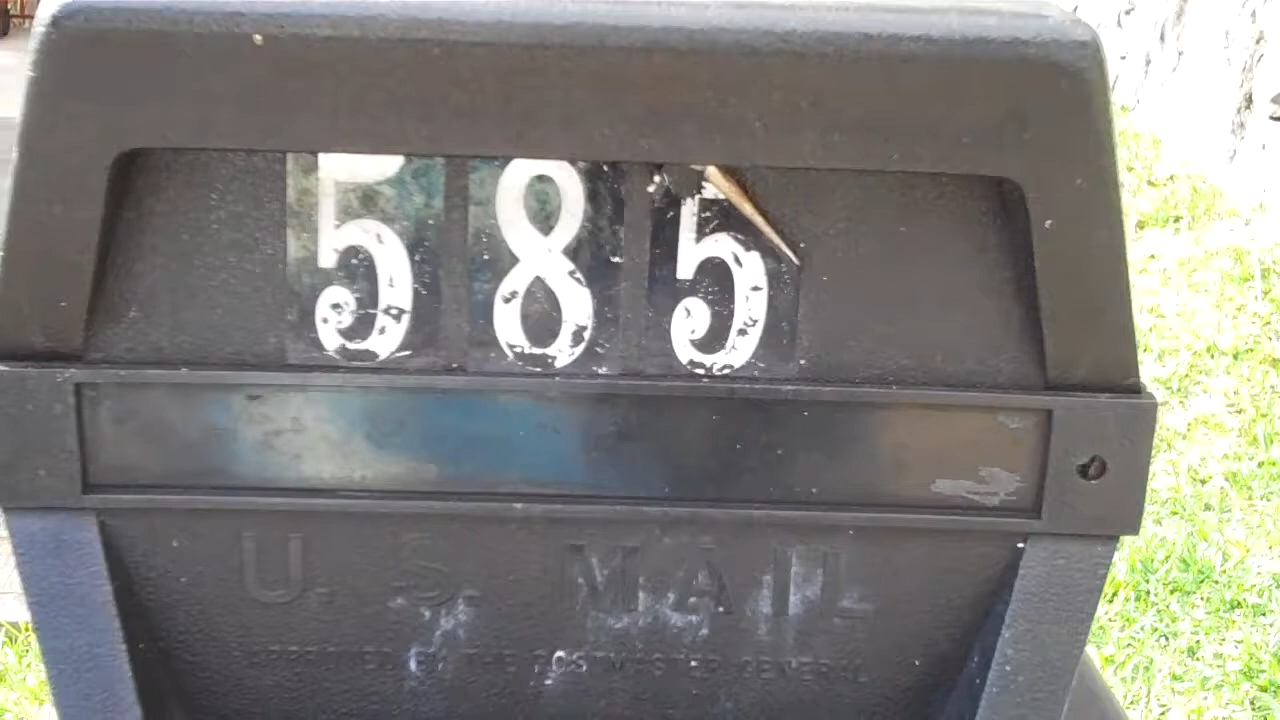 585
U. S. MAIL
APPROVED BY THE POSTMASTER GENERAL